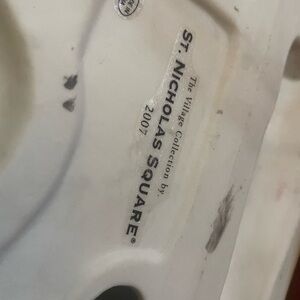 The Village Collection by.
ST. NICHOLAS SQUARE®
2007